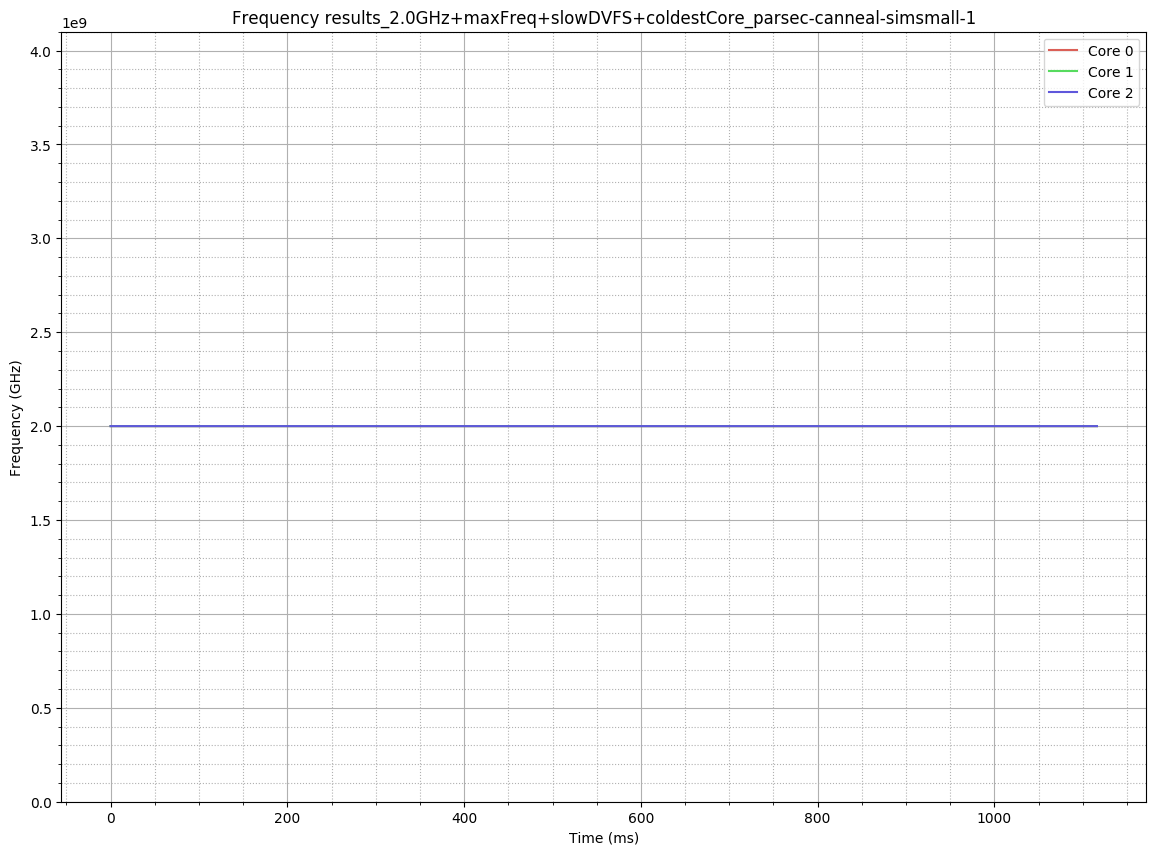 Frequency results_2.0GHz+maxFreq+slowDVFS+coldestCore_parsec-canneal-simsmall-1
1e9
4.0
3.5
3.0
2.5
2.0
1.5
1.0
0.5
0.0
Frequency (GHz)
Core 0
Core 1
Core 2
0 200 400 600 800 1000
Time (ms)